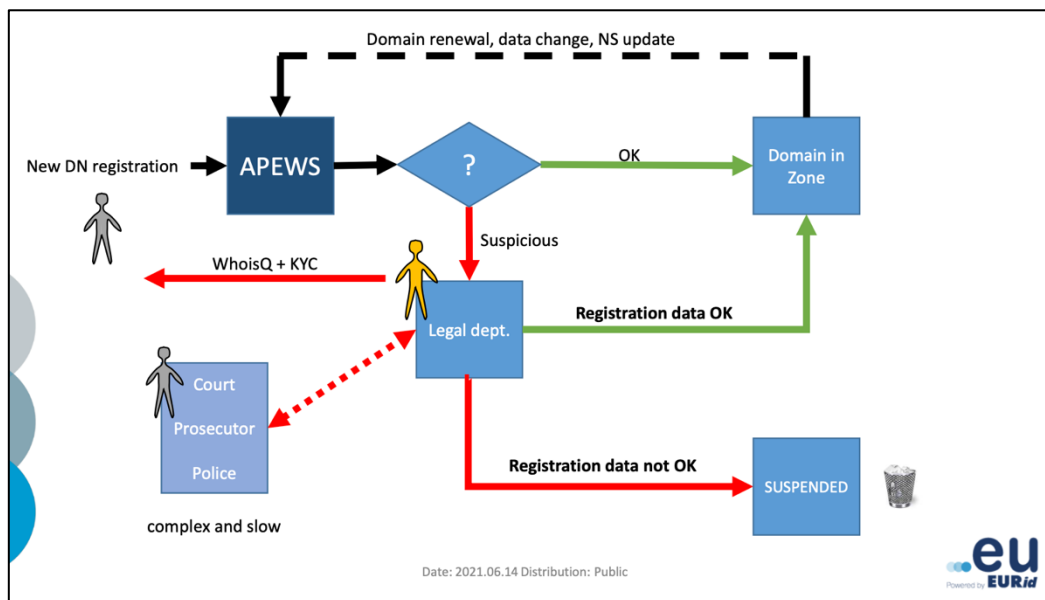 Domain renewal, data change, NS update
New DN registration
APEWS
?
OK
Domain in
Zone
Suspicious
WhoisQ + KYC
Legal dept.
Registration data OK
Court
Prosecutor
Police
complex and slow
Registration data not OK
SUSPENDED
Date: 2021.06.14 Distribution: Public
.eu
Powered by EURid